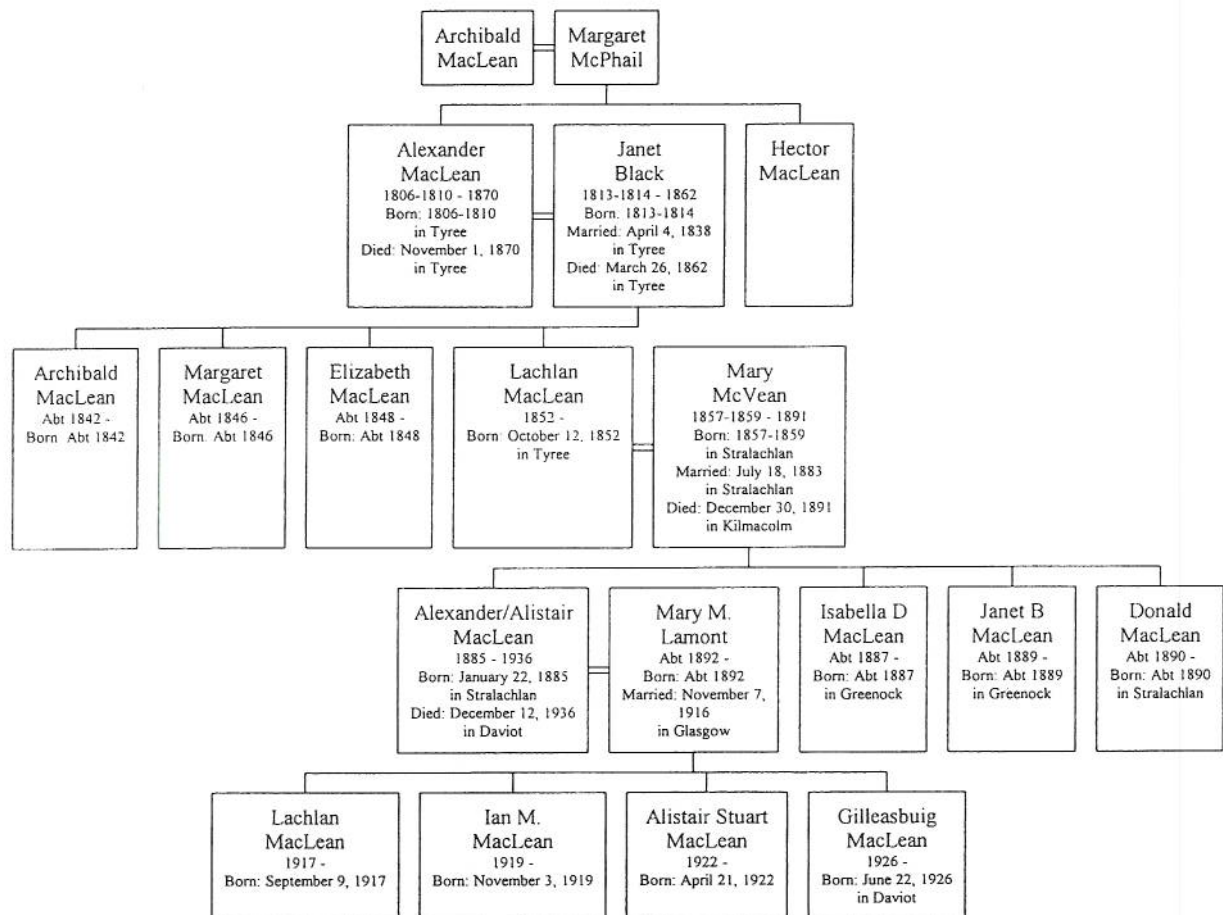 Archibald
MacLean
Margaret
McPhail
Alexander
MacLean
1806-1810 - 1870
Born: 1806-1810
in Tyree
Died: November 1, 1870
in Tyree
Janet
Black
1813-1814 - 1862
Born: 1813-1814
Married: April 4, 1838
in Tyree
Died: March 26, 1862
in Tyree
Hector
MacLean
Archibald
MacLean
Abt 1842 -
Born: Abt 1842
Margaret
MacLean
Abt 1846 -
Born: Abt 1846
Elizabeth
MacLean
Abt 1848 -
Born: Abt 1848
Lachlan
MacLean
1852 -
Born: October 12, 1852
in Tyree
Mary
McVean
1857-1859 - 1891
Born: 1857-1859
in Stralachlan
Married: July 18, 1883
in Stralachlan
Died: December 30, 1891
in Kilmacolm
Alexander/Alistair
MacLean
1885 - 1936
Born: January 22, 1885
in Stralachlan
Died: December 12, 1936
in Daviot
Mary M.
Lamont
Abt 1892 -
Born: Abt 1892
Married: November 7,
1916
in Glasgow
Isabella D
MacLean
Abt 1887 -
Born: Abt 1887
in Greenock
Janet B
MacLean
Abt 1889 -
Born: Abt 1889
in Greenock
Donald
MacLean
Abt 1890 -
Born: Abt 1890
in Stralachlan
Lachlan
MacLean
1917 -
Born: September 9, 1917
Ian M.
MacLean
1919 -
Born: November 3, 1919
Alistair Stuart
MacLean
1922 -
Born: April 21, 1922
Gilleasbuig
MacLean
1926 -
Born: June 22, 1926
in Daviot